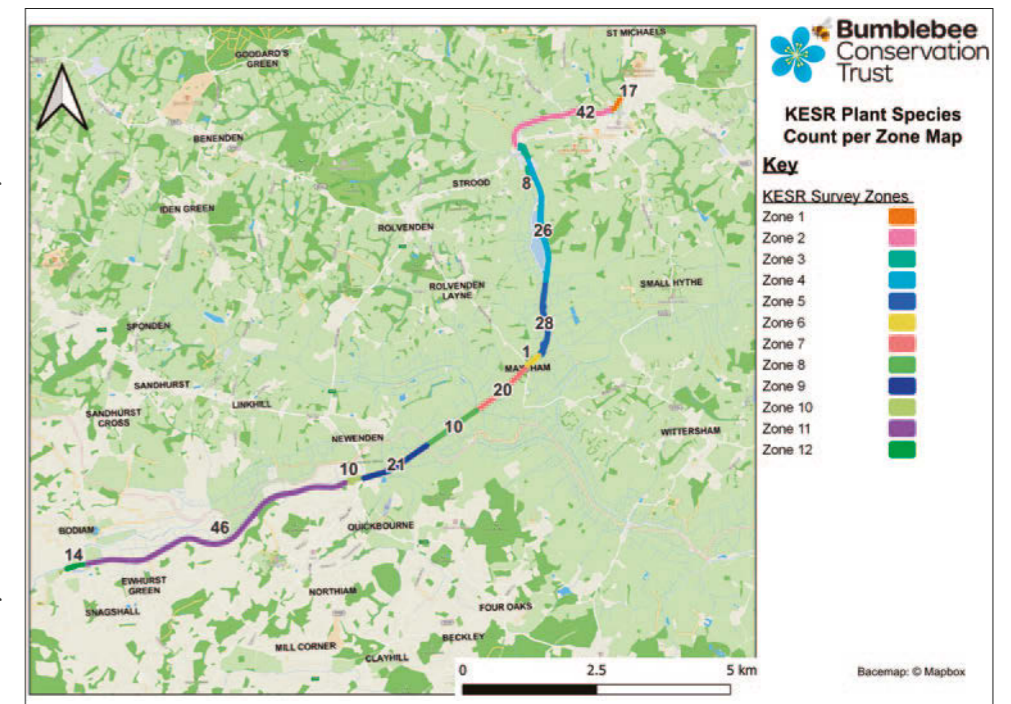 ST MICHAELS
GODDARD'S
GREEN
17
42
BENENDEN
STROOD
8
IDEN GREEN
ROLVENDEN
26
ROLVENDEN
LAYNE
SMALL HYTHE
SPONDEN
28
1
SANDHURST
20
LINKHILL
SANDHURST
CROSS
10
NEWENDEN
WITTERSHAM
21
10
46
QUICKBOURNE
BODIAM
14
EWHURST
GREEN
NORTHIAM
SNAGSHALL
FOUR OAKS
BECKLEY
MILL CORNER
CLAYHILL
0 2.5 5 km
Bumblebee
Conservation
Trust
KESR Plant Species
Count per Zone Map
Key
KESR Survey Zones
Zone 1
Zone 2
Zone 3
Zone 4
Zone 5
Zone 6
Zone 7
Zone 8
Zone 9
Zone 10
Zone 11
Zone 12
Bacemap: © Mapbox